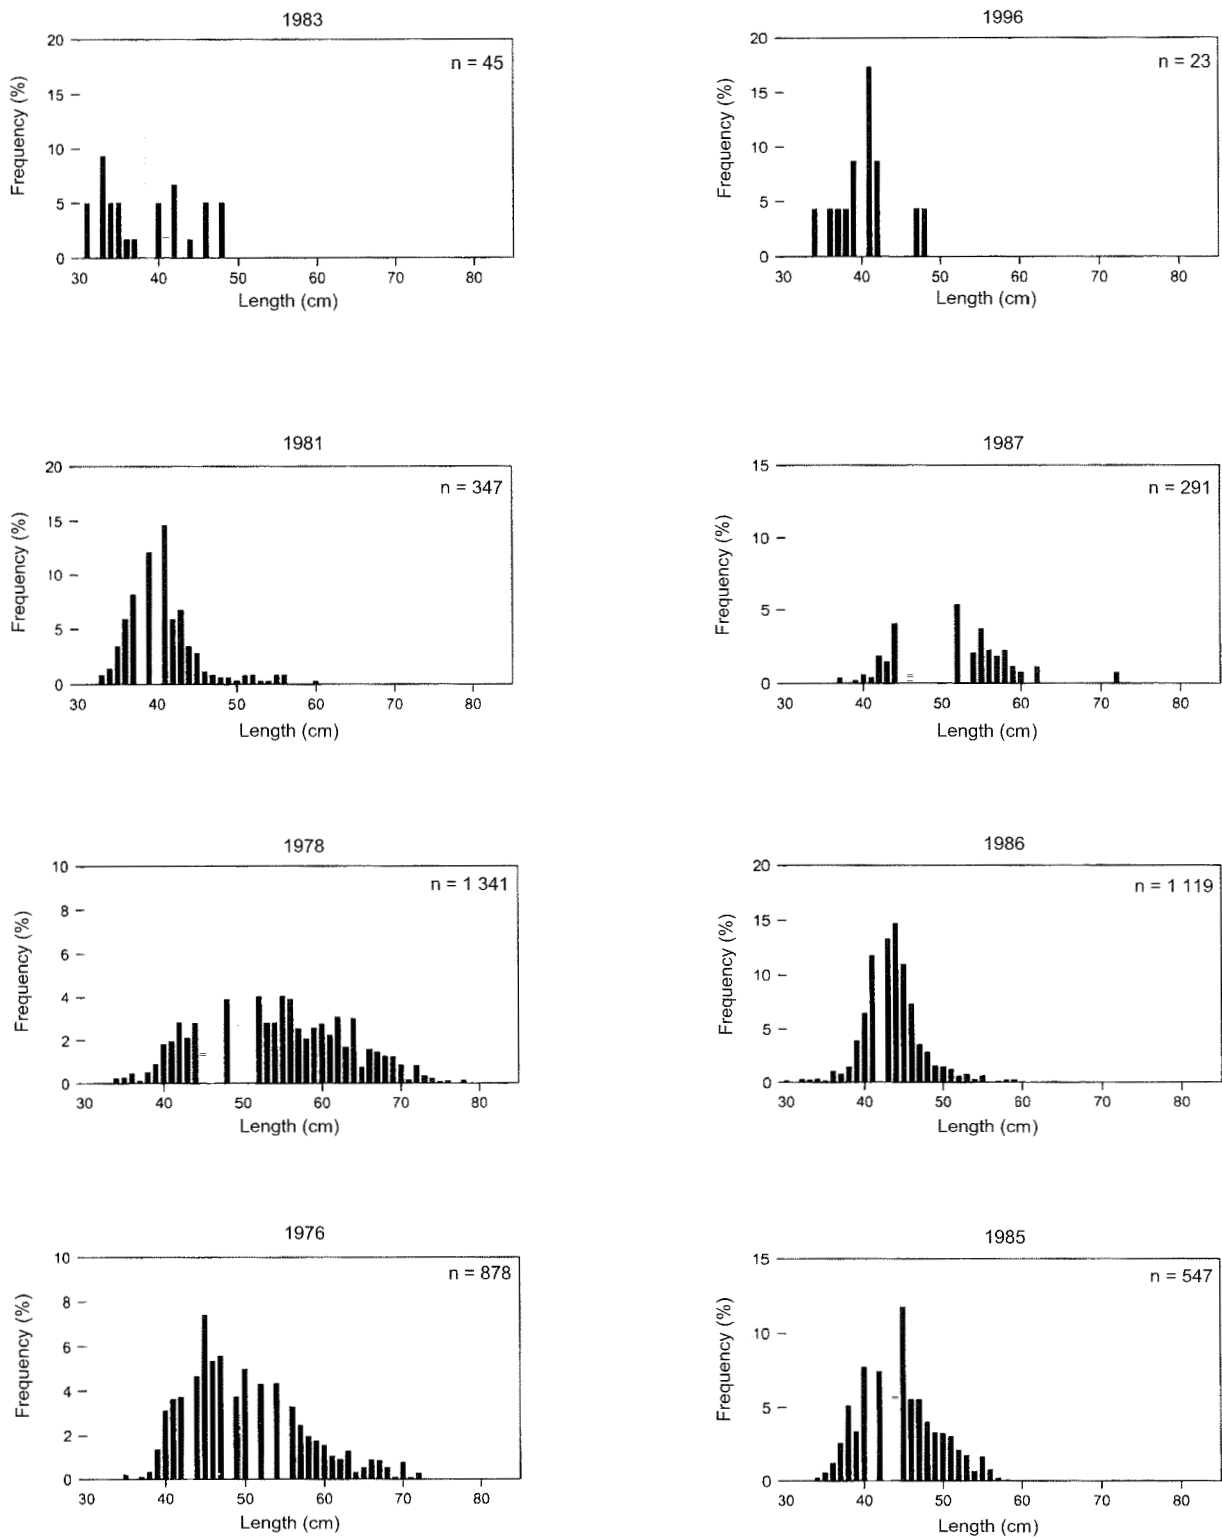 1983
20
n = 45
15
10
5
0
Frequency (%)
30 40 50 60 70 80
Length (cm)
1996
20
n = 23
15
10
5
0
Frequency (%)
30 40 50 60 70 80
Length (cm)
1981
20
n = 347
15
10
5
0
Frequency (%)
30 40 50 60 70 80
Length (cm)
1987
15
n = 291
10
5
0
Frequency (%)
30 40 50 60 70 80
Length (cm)
1978
10
n = 1 341
8
6
4
2
0
Frequency (%)
30 40 50 60 70 80
Length (cm)
1986
20
n = 1 119
15
10
5
0
Frequency (%)
30 40 50 60 70 80
Length (cm)
1976
10
n = 878
8
6
4
2
0
Frequency (%)
30 40 50 60 70 80
Length (cm)
1985
15
n = 547
10
5
0
Frequency (%)
30 40 50 60 70 80
Length (cm)